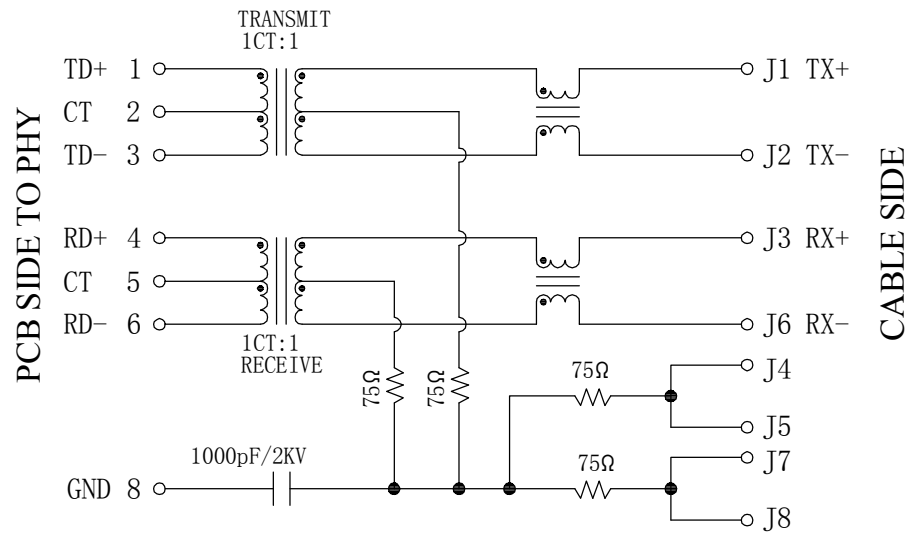 TRANSMIT
1CT:1
TD+ 1
CT 2
TD- 3
J1 TX+
J2 TX-
PCB SIDE TO PHY
CABLE SIDE
RD+ 4
CT 5
RD- 6
J3 RX+
J6 RX-
1CT:1
RECEIVE
75Ω
75Ω
75Ω
J4
J5
1000pF/2KV
75Ω
GND 8
J7
J8